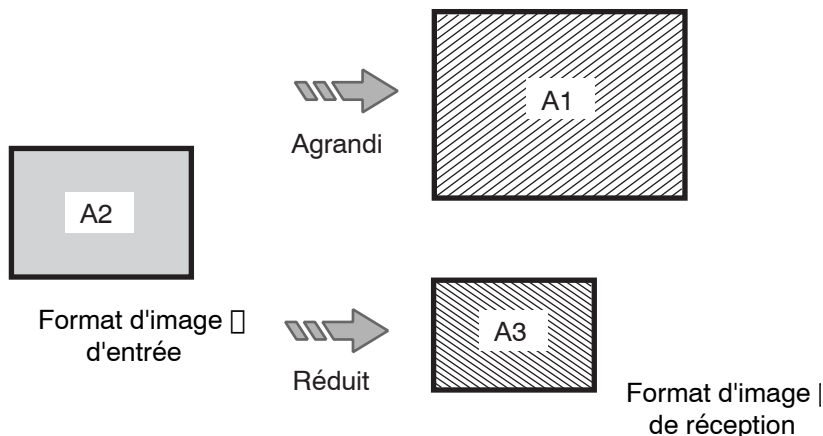 A1
Agrandi
A2
Format d'image
d'entrée
A3
Réduit
Format d'image
de réception